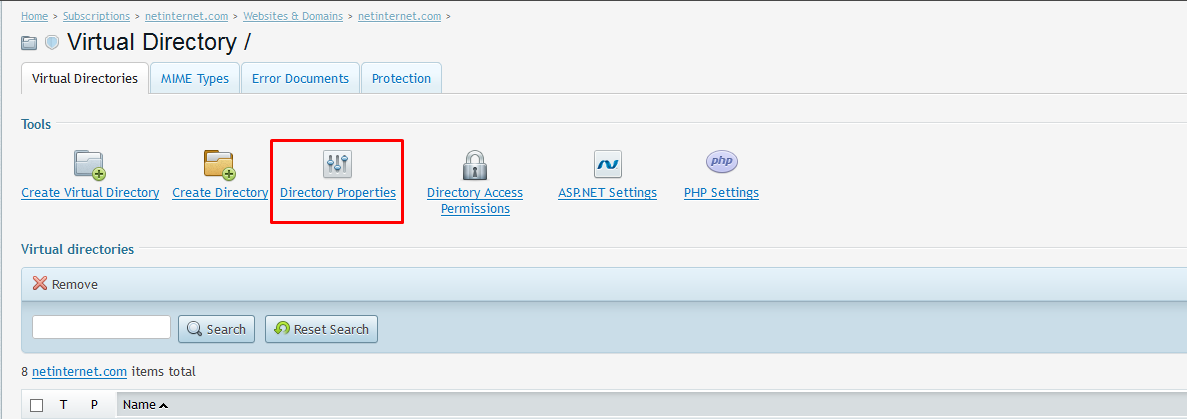 Home > Subscriptions > netinternet.com > Websites & Domains > netinternet.com >
Virtual Directory /
Virtual Directories MIME Types Error Documents Protection
Tools
Create Virtual Directory Create Directory Directory Properties Directory Access Permissions ASP.NET Settings php PHP Settings
Virtual directories
Remove
Search Reset Search
8 netinternet.com items total
T P Name